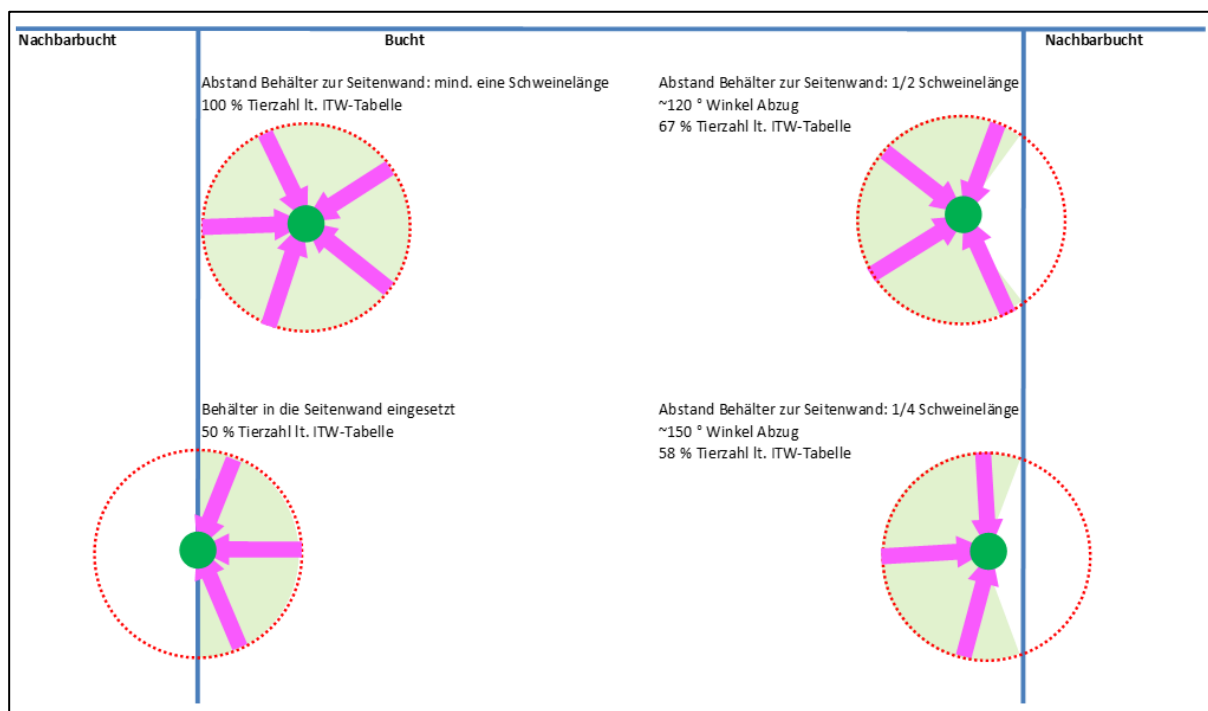 Nachbarbucht
Bucht
Nachbarbucht
Abstand Behälter zur Seitenwand: mind. eine Schweinelänge
100 % Tierzahl lt. ITW-Tabelle
Abstand Behälter zur Seitenwand: 1/2 Schweinelänge
~120 ° Winkel Abzug
67 % Tierzahl lt. ITW-Tabelle
Behälter in die Seitenwand eingesetzt
50 % Tierzahl lt. ITW-Tabelle
Abstand Behälter zur Seitenwand: 1/4 Schweinelänge
~150 ° Winkel Abzug
58 % Tierzahl lt. ITW-Tabelle